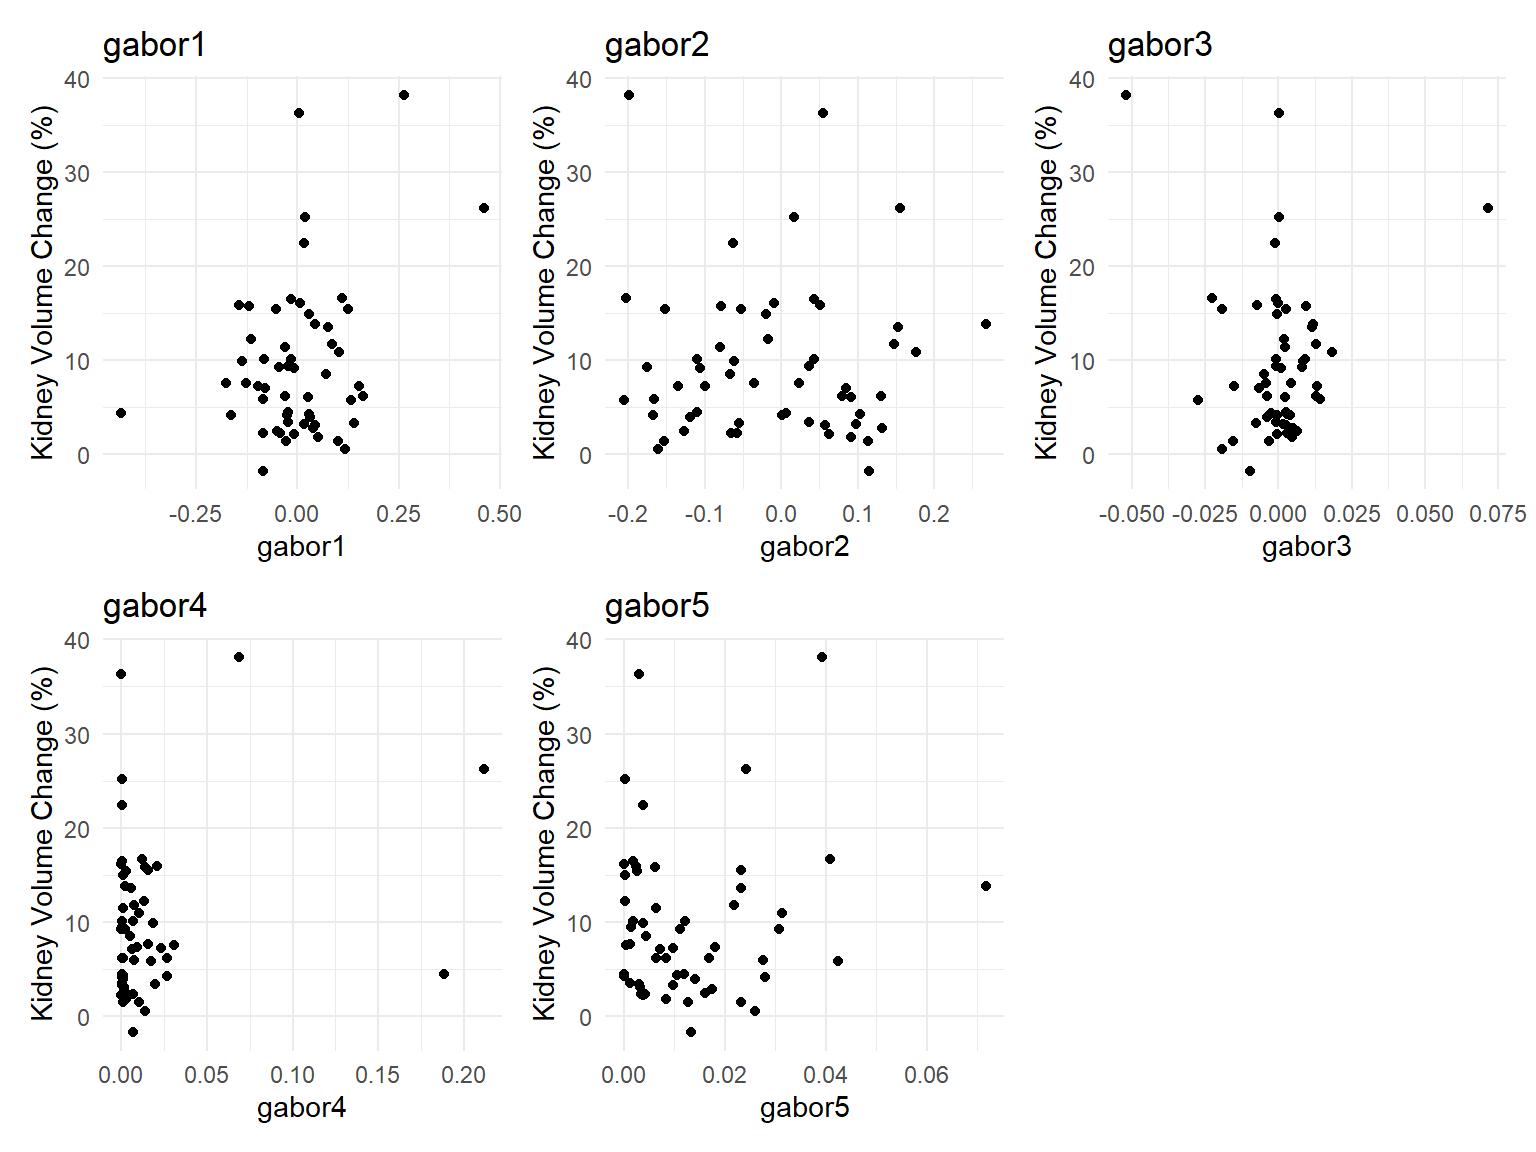 gabor1
Kidney Volume Change (%)
40
30
20
10
0
-0.25 0.00 0.25 0.50
gabor1
gabor2
Kidney Volume Change (%)
40
30
20
10
0
-0.2 -0.1 0.0 0.1 0.2
gabor2
gabor3
Kidney Volume Change (%)
40
30
20
10
0
-0.050 -0.025 0.000 0.025 0.050 0.075
gabor3
gabor4
Kidney Volume Change (%)
40
30
20
10
0
0.00 0.05 0.10 0.15 0.20
gabor4
gabor5
Kidney Volume Change (%)
40
30
20
10
0
0.00 0.02 0.04 0.06
gabor5